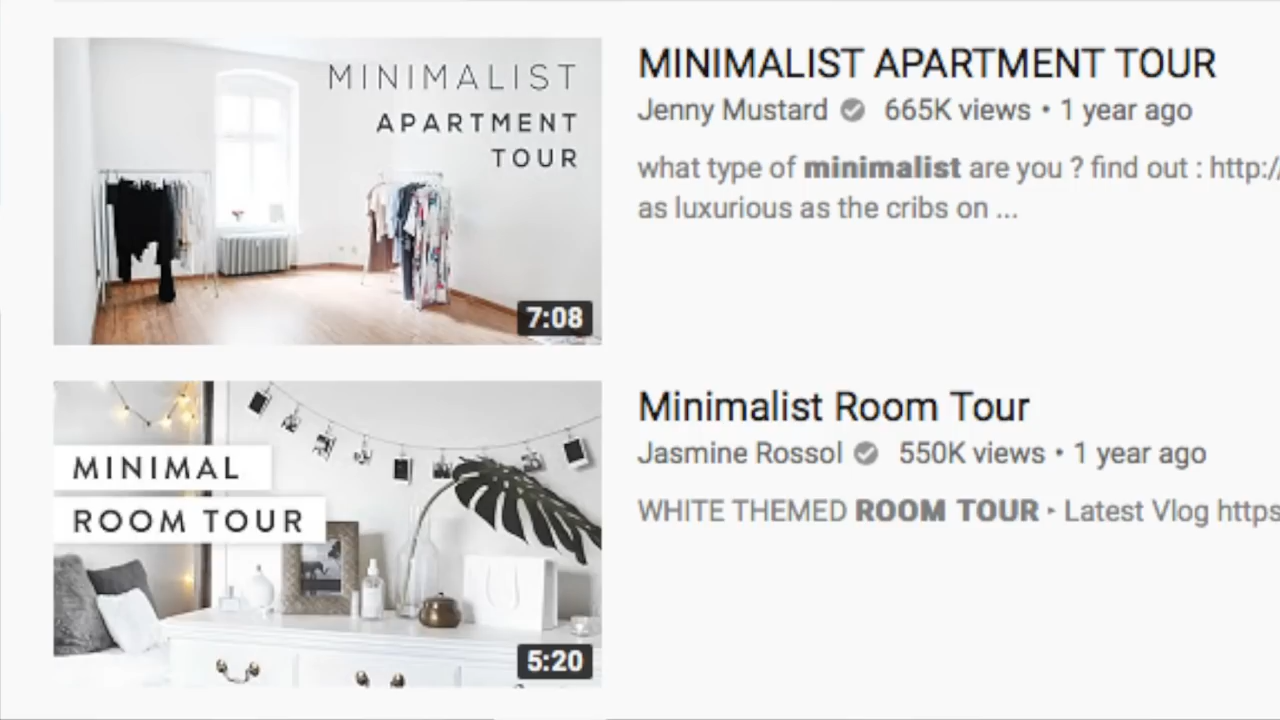 MINIMALIST
APARTMENT
TOUR
7:08
MINIMALIST APARTMENT TOUR
Jenny Mustard 665K views • 1 year ago
what type of minimalist are you ? find out : http:/
as luxurious as the cribs on ...
MINIMAL
ROOM TOUR
5:20
Minimalist Room Tour
Jasmine Rossol 550K views • 1 year ago
WHITE THEMED ROOM TOUR ‣ Latest Vlog https